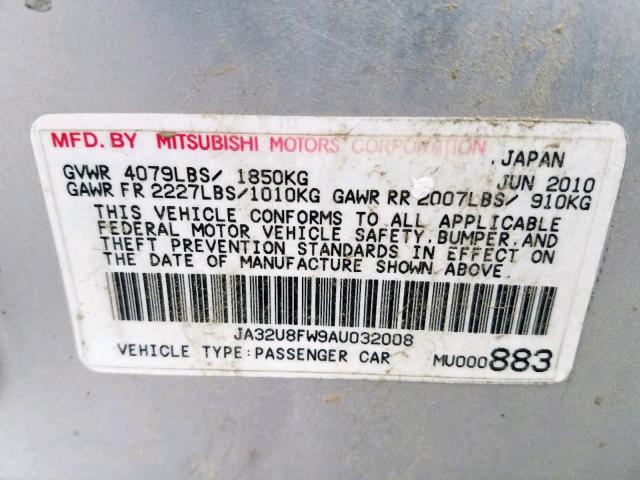 MFD. BY MITSUBISHI MOTORS CORPORATION
, JAPAN
GVWR 4079LBS/ 1850KG JUN 2010
GAWR FR 2227LBS/1010KG GAWR RR 2007LBS/ 910KG
THIS VEHICLE CONFORMS TO ALL APPLICABLE
FEDERAL MOTOR VEHICLE SAFETY, BUMPER, AND
THEFT PREVENTION STANDARDS IN EFFECT ON
THE DATE OF MANUFACTURE SHOWN ABOVE.
JA32U8FW9AU032008
VEHICLE TYPE:PASSENGER CAR MU000883